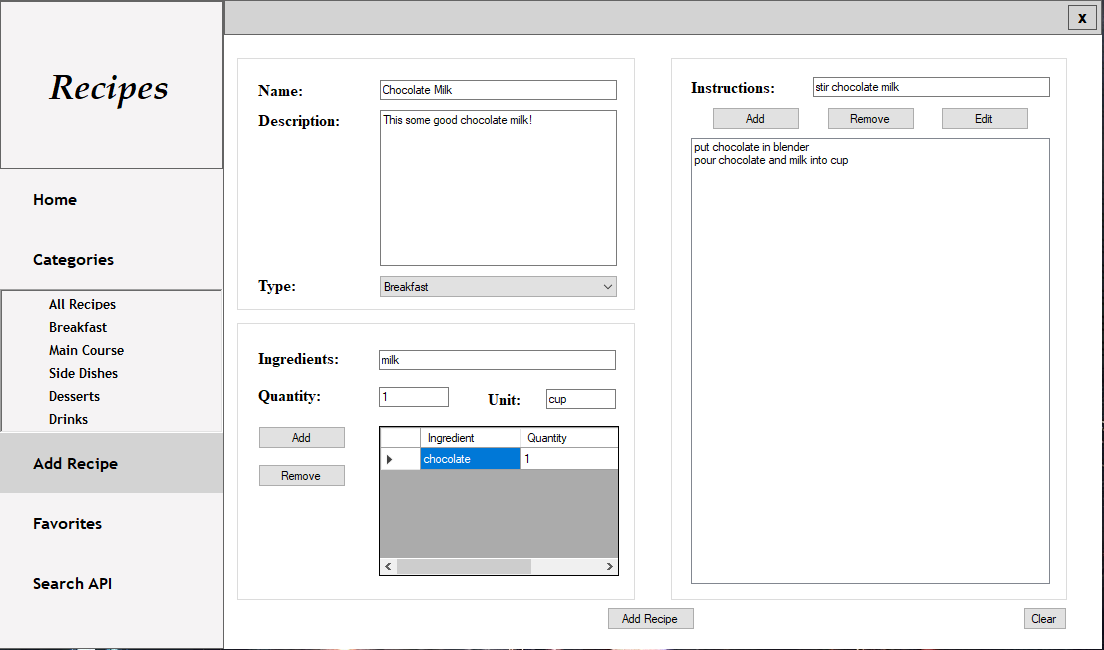 x
Recipes
Home
Categories
All Recipes
Breakfast
Main Course
Side Dishes
Desserts
Drinks
Add Recipe
Favorites
Search API
Name: Chocolate Milk
Description: This some good chocolate milk!
Type: Breakfast
Ingredients: milk
Quantity: 1 Unit: cup
Add
Remove
Ingredient Quantity
chocolate 1
Instructions: stir chocolate milk
Add Remove Edit
put chocolate in blender
pour chocolate and milk into cup
Add Recipe Clear